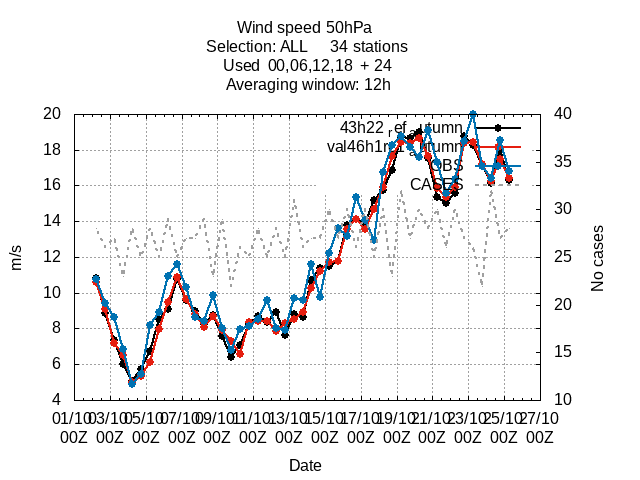 Wind speed 50hPa
Selection: ALL 34 stations
Used 00,06,12,18 + 24
Averaging window: 12h
20
18
16
14
12
10
8
6
4
m/s
40
35
30
25
20
15
10
No cases
43h22_ref_autumn
OBS
CASES
01/10 03/10 05/10 07/10 09/10 11/10 13/10 15/10 17/10 19/10 21/10 23/10 25/10 27/10
00Z 00Z 00Z 00Z 00Z 00Z 00Z 00Z 00Z 00Z 00Z 00Z 00Z 00Z
Date